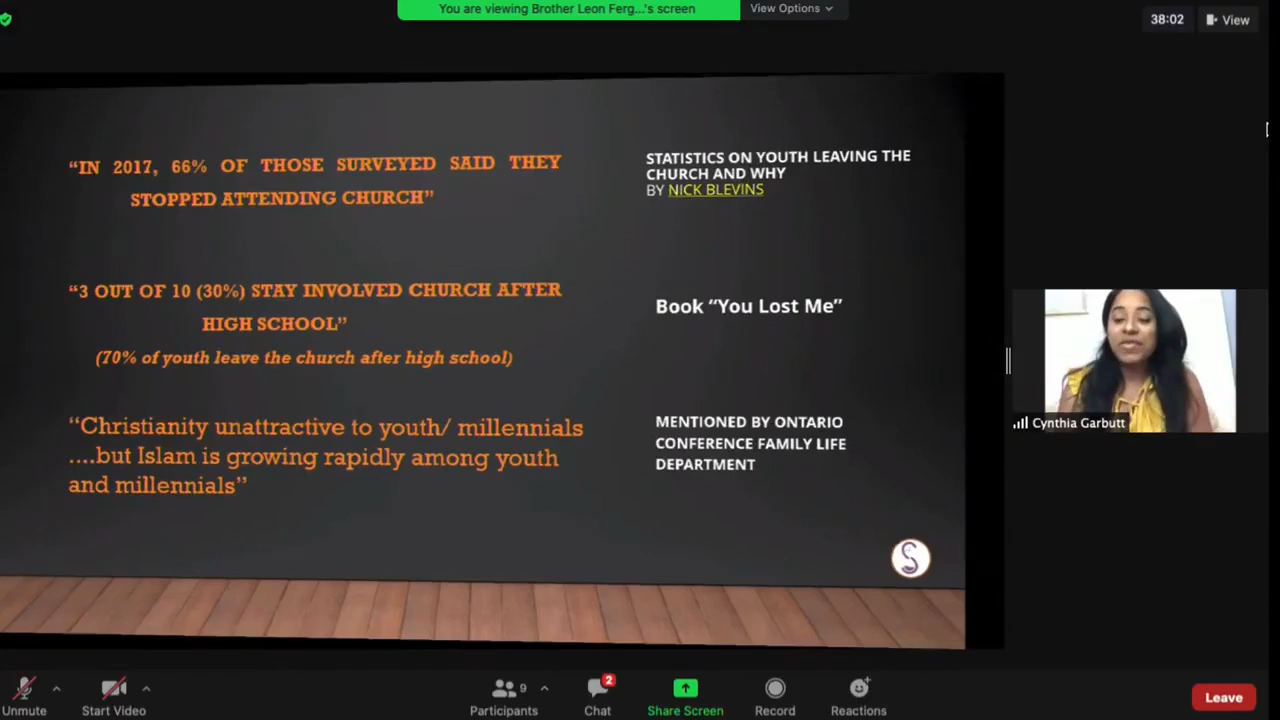 You are viewing Brother Leon Ferg...'s screen
View Options
38:02
View
“IN 2017, 66% OF THOSE SURVEYED SAID THEY
STOPPED ATTENDING CHURCH”
STATISTICS ON YOUTH LEAVING THE
CHURCH AND WHY
BY NICK BLEVINS
“3 OUT OF 10 (30%) STAY INVOLVED CHURCH AFTER
HIGH SCHOOL”
(70% of youth leave the church after high school)
Book “You Lost Me”
“Christianity unattractive to youth/ millennials
....but Islam is growing rapidly among youth
and millennials”
MENTIONED BY ONTARIO
CONFERENCE FAMILY LIFE
DEPARTMENT
S
Cynthia Garbutt
Unmute
Start Video
9
Participants
2
Chat
Share Screen
Record
Reactions
Leave